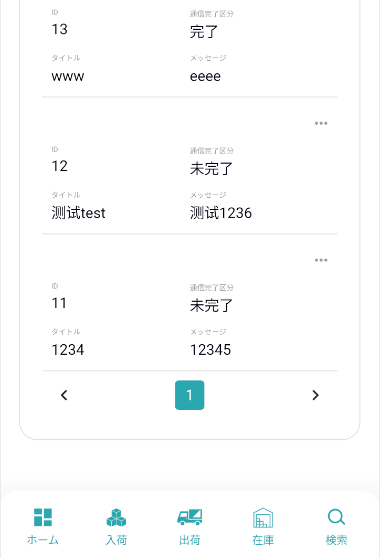 ID 通信完了区分
13 完了
タイトル メッセージ
www eeee
ID 通信完了区分
12 未完了
タイトル メッセージ
测试test 测试1236
ID 通信完了区分
11 未完了
タイトル メッセージ
1234 12345
1
ホーム 入荷 出荷 在庫 検索